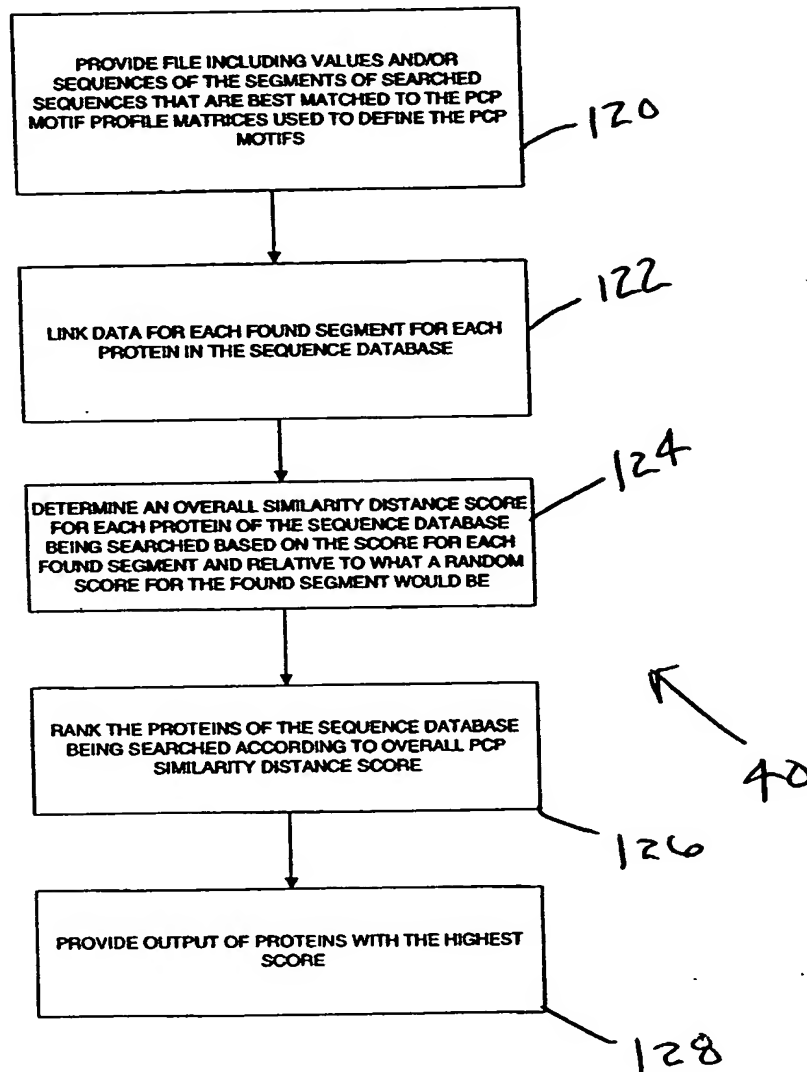 PROVIDE FILE INCLUDING VALUES AND/OR
SEQUENCES OF THE SEGMENTS OF SEARCHED
SEQUENCES THAT ARE BEST MATCHED TO THE PCP
MOTIF PROFILE MATRICES USED TO DEFINE THE PCP
MOTIFS
120
LINK DATA FOR EACH FOUND SEGMENT FOR EACH
PROTEIN IN THE SEQUENCE DATABASE
122
DETERMINE AN OVERALL SIMILARITY DISTANCE SCORE
FOR EACH PROTEIN OF THE SEQUENCE DATABASE
BEING SEARCHED BASED ON THE SCORE FOR EACH
FOUND SEGMENT AND RELATIVE TO WHAT A RANDOM
SCORE FOR THE FOUND SEGMENT WOULD BE
124
RANK THE PROTEINS OF THE SEQUENCE DATABASE
BEING SEARCHED ACCORDING TO OVERALL PCP
SIMILARITY DISTANCE SCORE
40
126
PROVIDE OUTPUT OF PROTEINS WITH THE HIGHEST
SCORE
128